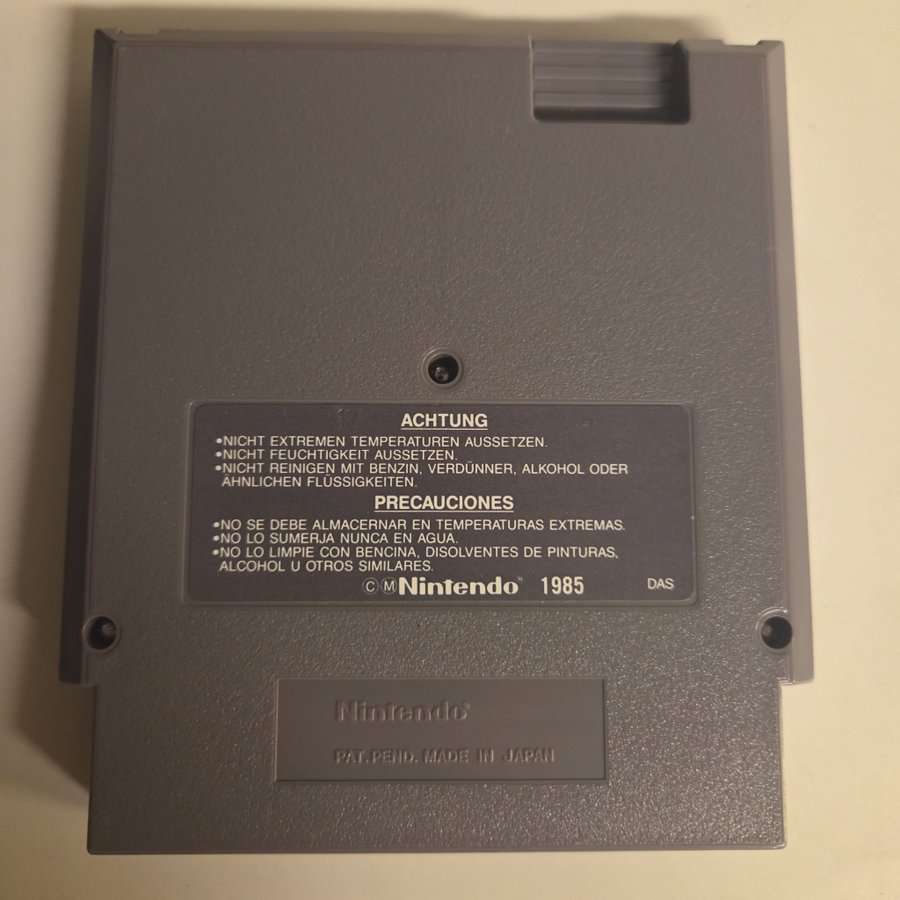 ACHTUNG
•NICHT EXTREMEN TEMPERATUREN AUSSETZEN.
•NICHT FEUCHTIGKEIT AUSSETZEN.
•NICHT REINIGEN MIT BENZIN, VERDÜNNER, ALKOHOL ODER
ÄHNLICHEN FLÜSSIGKEITEN.
PRECAUCIONES
•NO SE DEBE ALMACERNAR EN TEMPERATURAS EXTREMAS.
•NO LO SUMERJA NUNCA EN AGUA.
•NO LO LIMPIE CON BENCINA, DISOLVENTES DE PINTURAS,
ALCOHOL U OTROS SIMILARES.
ⒸⓂNintendo® 1985 DAS
Nintendo®
PAT. PEND. MADE IN JAPAN